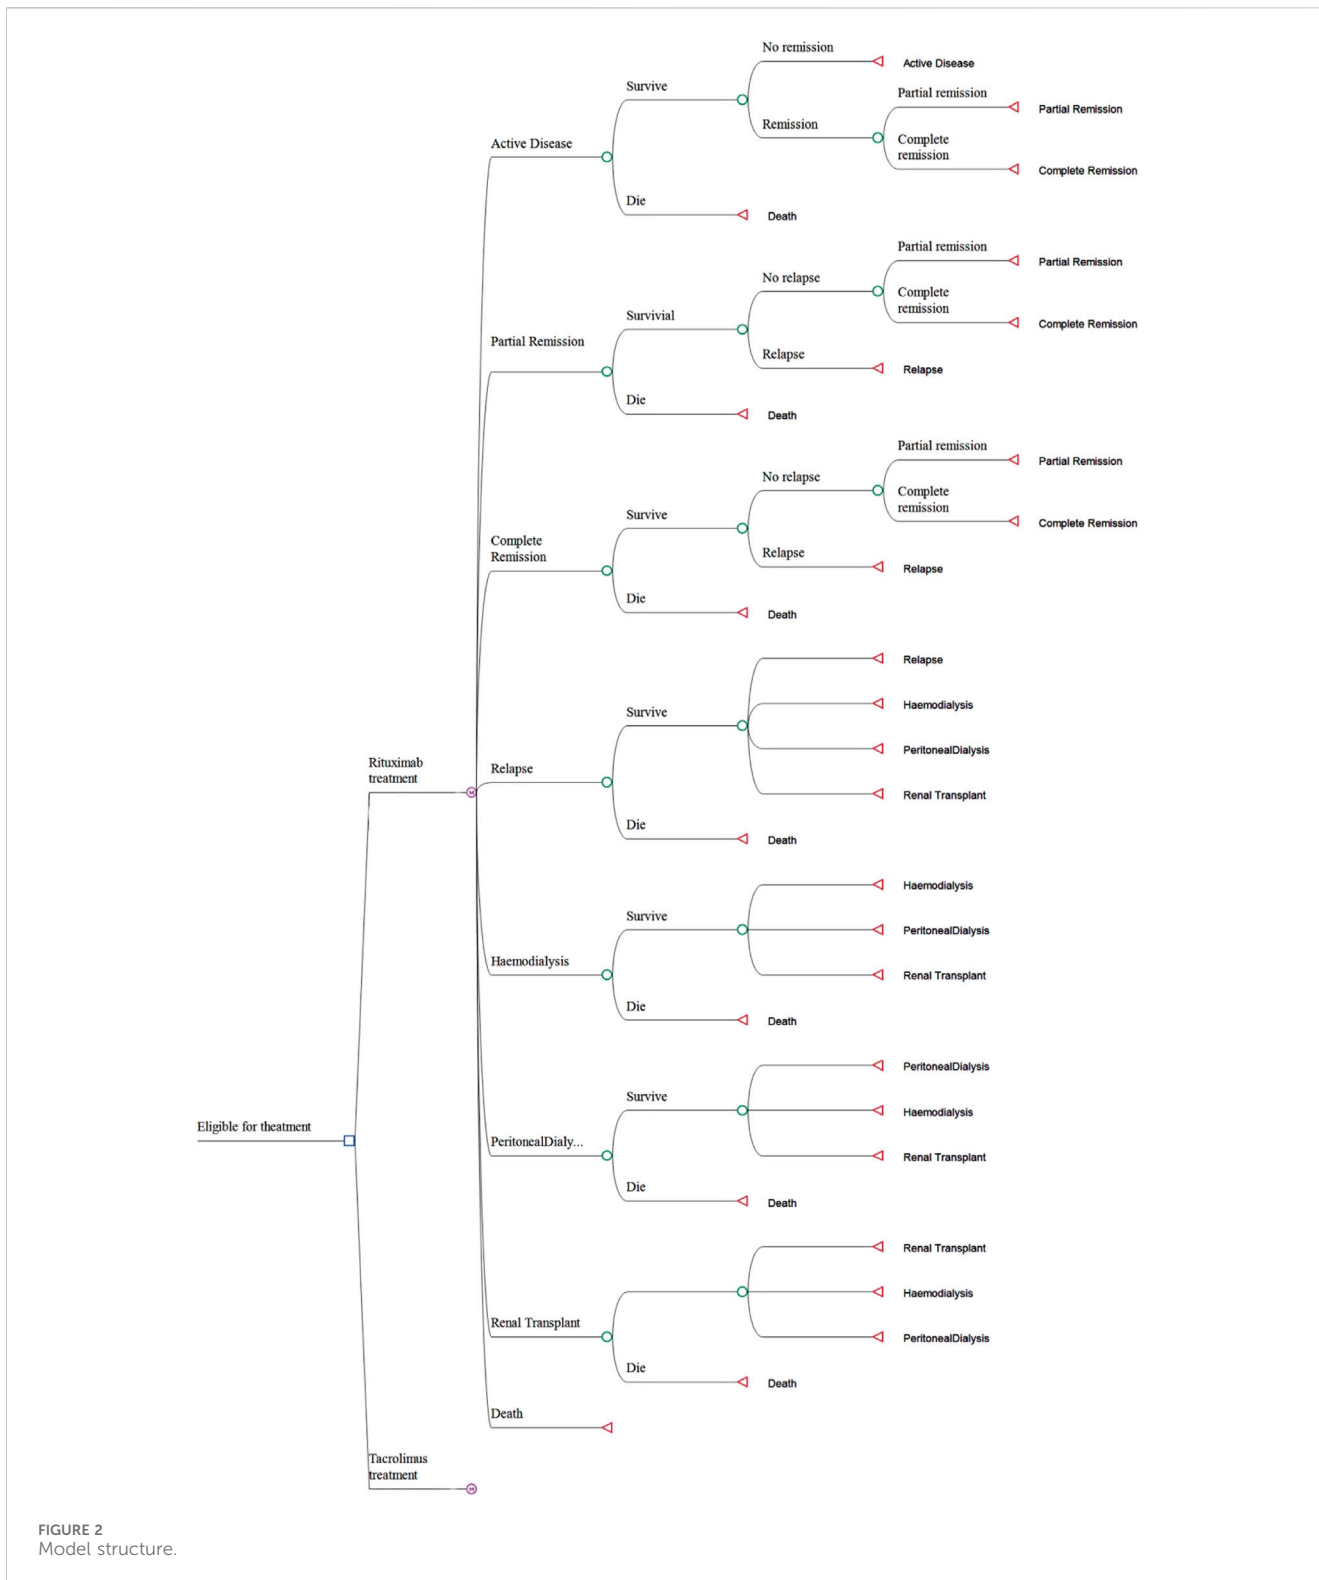 No remission
Active Disease
Survive
Partial remission
Partial Remission
Remission
Complete
remission
Complete Remission
Active Disease
Die
Death
Partial remission
Partial Remission
No relapse
Complete
remission
Complete Remission
Survivial
Partial Remission
Relapse
Relapse
Die
Death
Partial remission
Partial Remission
No relapse
Complete
remission
Complete Remission
Survive
Complete
Remission
Relapse
Relapse
Die
Death
Relapse
Haemodialysis
Survive
PeritonealDialysis
Rituximab
treatment
M
Relapse
Renal Transplant
Die
Death
Haemodialysis
Survive
PeritonealDialysis
Haemodialysis
Renal Transplant
Die
Death
PeritonealDialysis
Survive
Haemodialysis
Eligible for theatment
PeritonealDialy...
Renal Transplant
Die
Death
Renal Transplant
Haemodialysis
Renal Transplant
PeritonealDialysis
Die
Death
Death
Tacrolimus
treatment
M
FIGURE 2
Model structure.